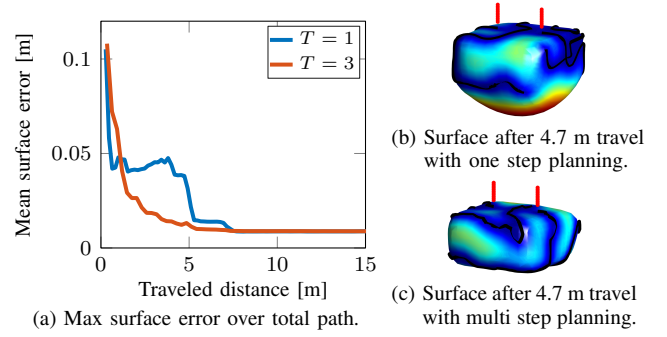 Mean surface error [m]
0.1
0.05
0
T = 1
T = 3
0 5 10 15
Traveled distance [m]
(a) Max surface error over total path.
(b) Surface after 4.7 m travel
with one step planning.
(c) Surface after 4.7 m travel
with multi step planning.